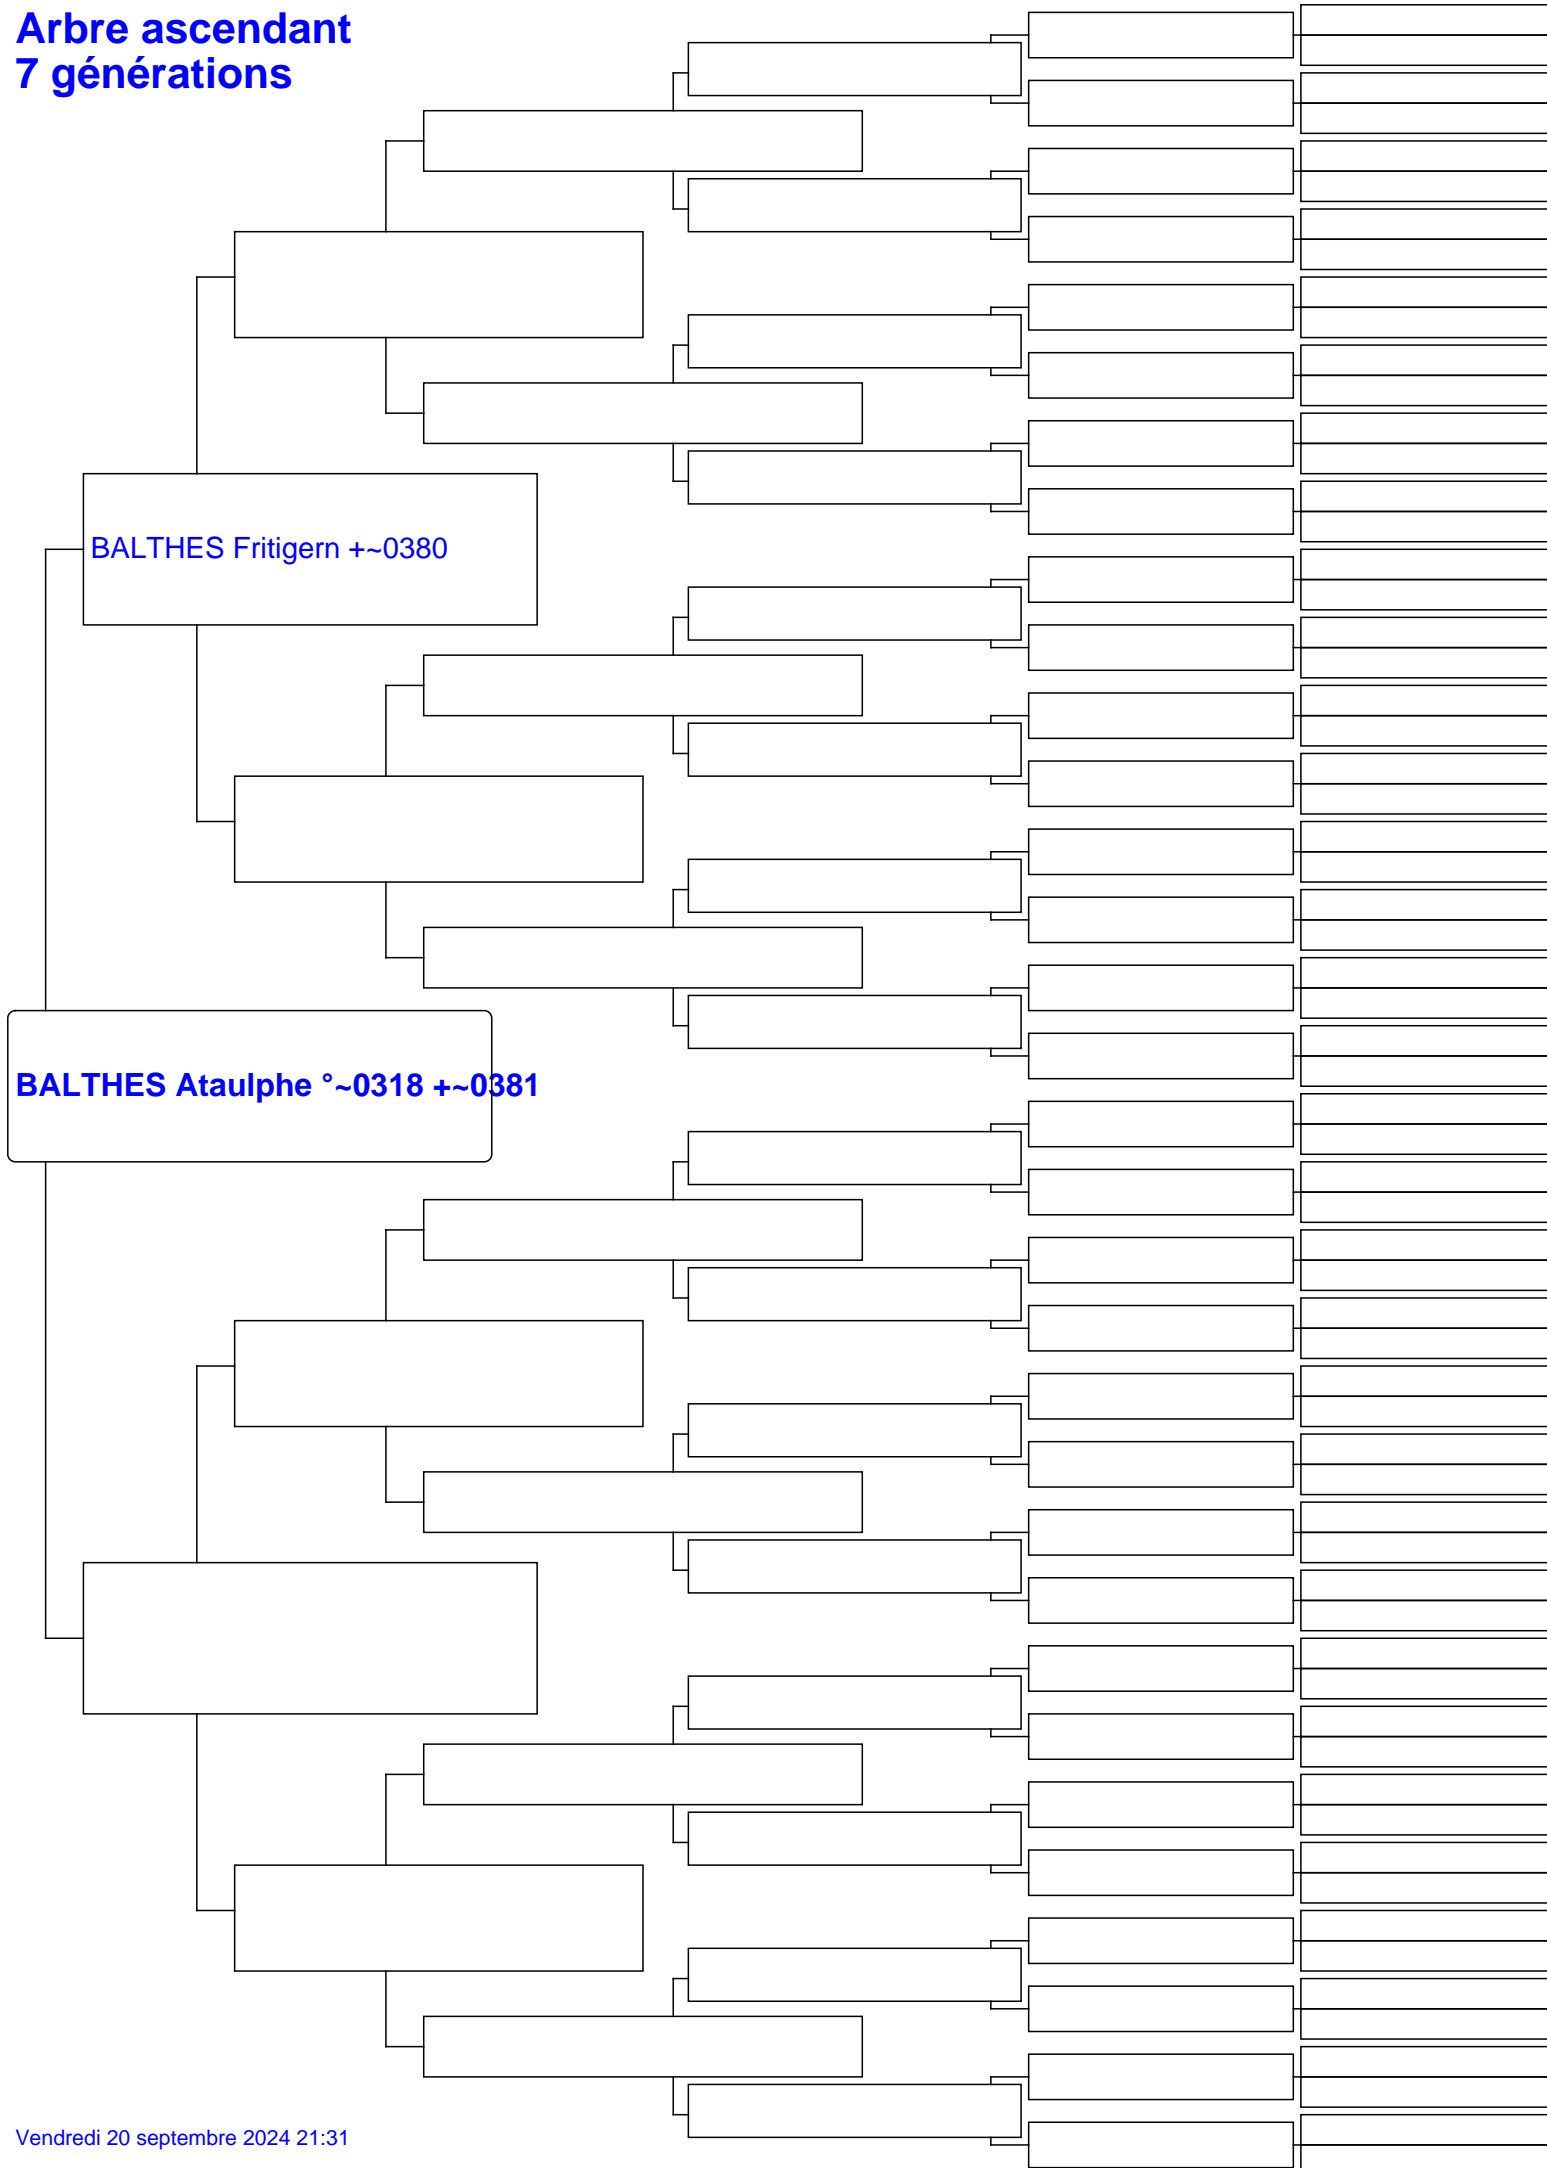 Arbre ascendant
7 générations
BALTHES Fritigern +~0380
BALTHES Ataulphe °~0318 +~0381
Vendredi 20 septembre 2024 21:31